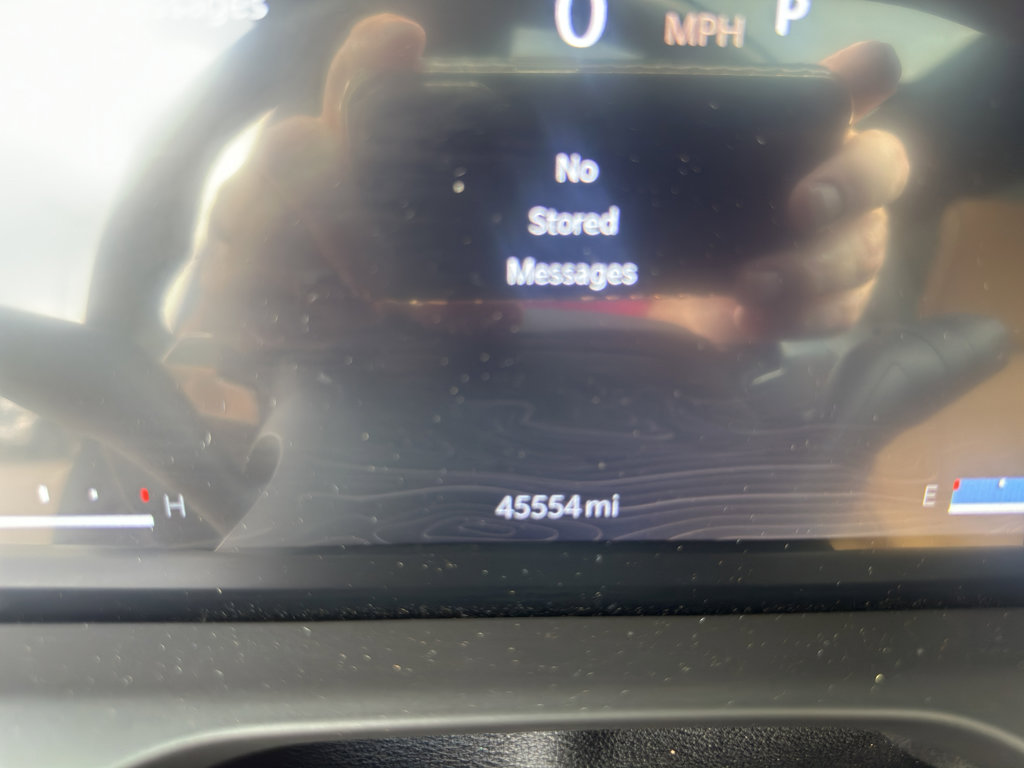 0 MPH P
No
Stored
Messages
45554 mi
H
E